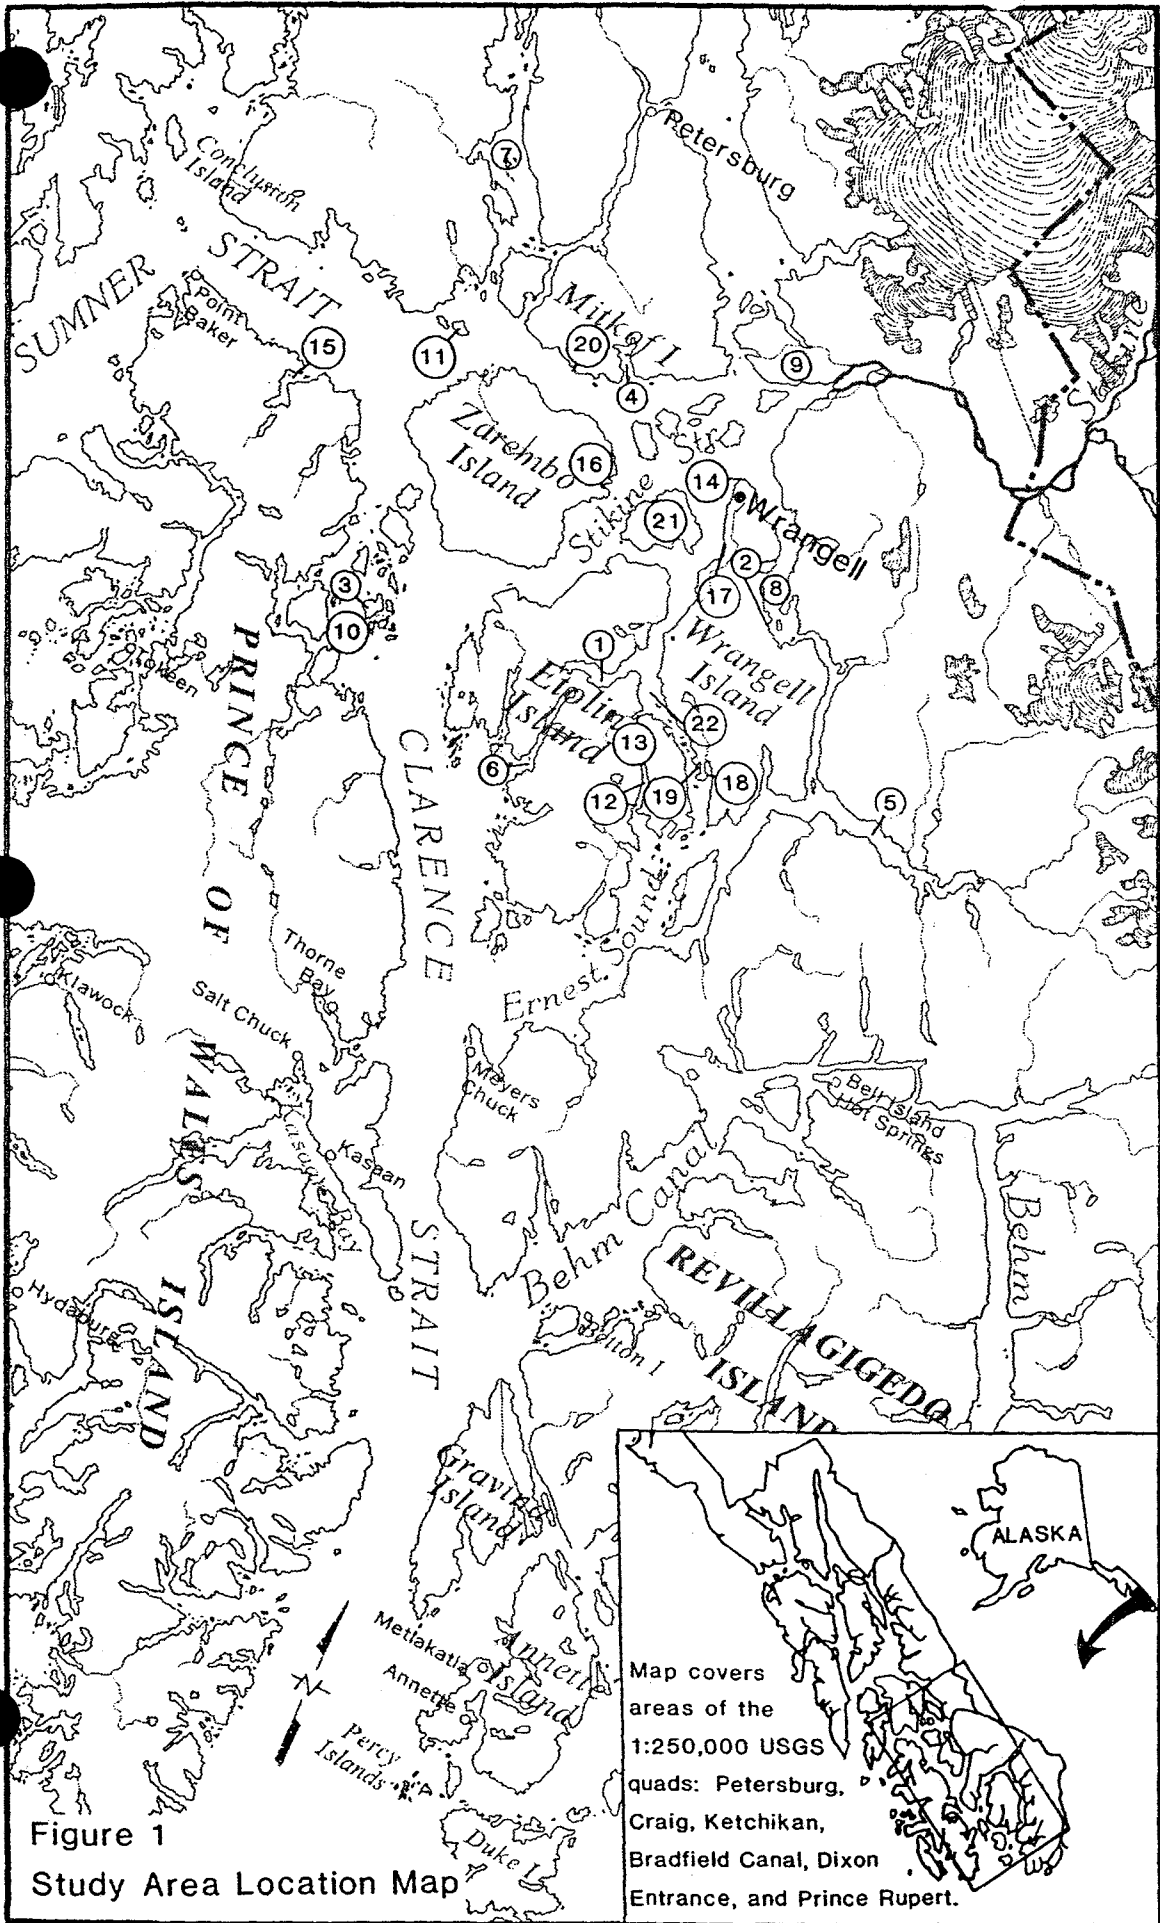 Petersburg
7
Conclusion
Island
SUMNER STRAIT
Point
Baker
15
11
Mitkof I
20
4
9
Stikine
Zarembo
Island
16
Stikine Str
14
Wrangell
21
2
8
17
3
10
Tokeen
1
Wrangell
Island
Etolin
Island
22
13
6
12
19
18
5
PRINCE OF WALES ISLAND
CLARENCE STRAIT
Ernest Sound
Thorne
Bay
Klawock
Salt Chuck
Meyers
Chuck
Bell Island
Hot Springs
Kasaan
Kasaan Bay
Behm Canal
Behm
Hydaburg
REVILLAGIGEDO
ISLAND
Betton I
Gravina
Island
Metlakatla
Annette
Annette
Island
Percy
Islands
Duke I
N
ALASKA
Map covers
areas of the
1:250,000 USGS
quads: Petersburg,
Craig, Ketchikan,
Bradfield Canal, Dixon
Entrance, and Prince Rupert.
Figure 1
Study Area Location Map